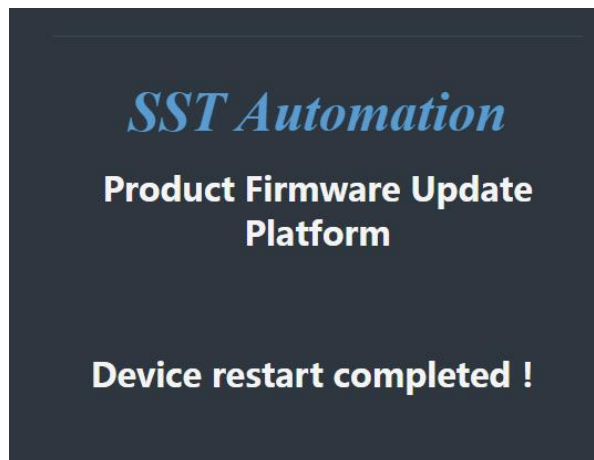 SST Automation
Product Firmware Update
Platform
Device restart completed !